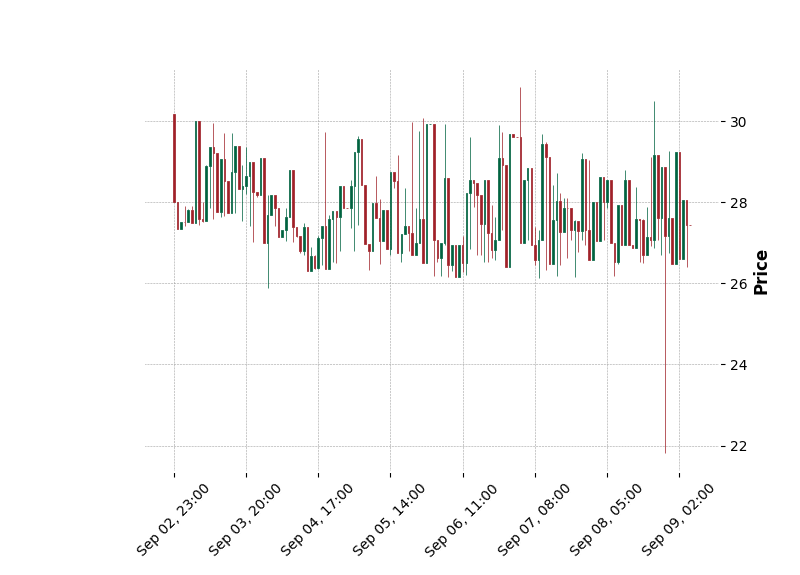 30
28
26
24
22
Price
Sep 02, 23:00
Sep 03, 20:00
Sep 04, 17:00
Sep 05, 14:00
Sep 06, 11:00
Sep 07, 08:00
Sep 08, 05:00
Sep 09, 02:00